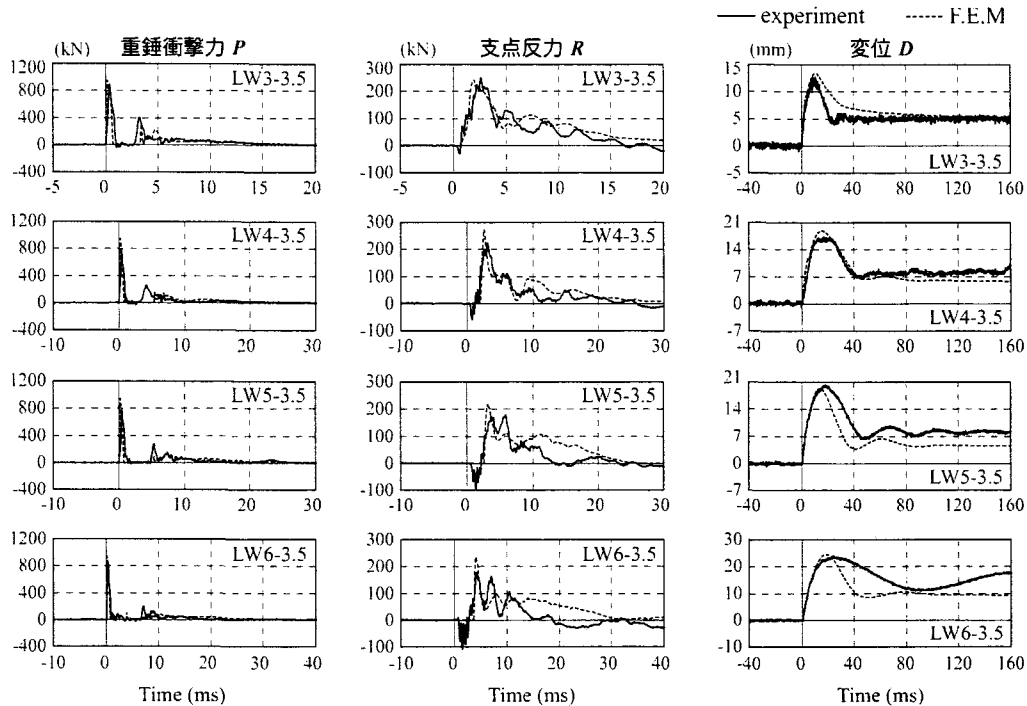 experiment F.E.M
(kN) 重錘衝撃力 P
(kN) 支点反力 R
(mm) 変位 D
1200
800
400
0
-400
LW3-3.5
-5 0 5 10 15 20
300
200
100
0
-100
LW3-3.5
-5 0 5 10 15 20
15
10
5
0
-5
LW3-3.5
-40 0 40 80 120 160
1200
800
400
0
-400
LW4-3.5
-10 0 10 20 30
300
200
100
0
-100
LW4-3.5
-10 0 10 20 30
21
14
7
0
-7
LW4-3.5
-40 0 40 80 120 160
1200
800
400
0
-400
LW5-3.5
-10 0 10 20 30
300
200
100
0
-100
LW5-3.5
-10 0 10 20 30
21
14
7
0
-7
LW5-3.5
-40 0 40 80 120 160
1200
800
400
0
-400
LW6-3.5
-10 0 10 20 30 40
300
200
100
0
-100
LW6-3.5
-10 0 10 20 30 40
30
20
10
0
-10
LW6-3.5
-40 0 40 80 120 160
Time (ms)
Time (ms)
Time (ms)